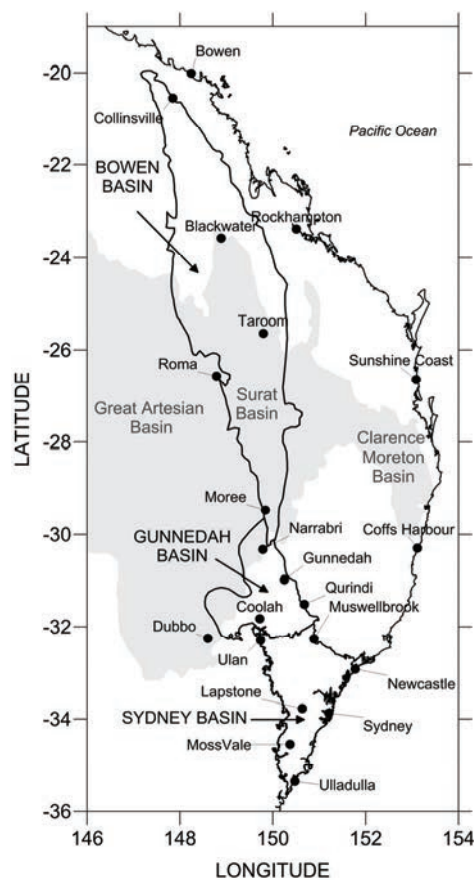 Bowen
-20
Collinsville
Pacific Ocean
BOWEN
BASIN
-22
Blackwater
Rockhampton
-24
Taroom
-26
Sunshine Coast
Roma
Great Artesian
Basin
Surat
Basin
LATITUDE
-28
Clarence
Moreton
Basin
Moree
-30
Narrabri
Coffs Harbour
GUNNEDAH
BASIN
Gunnedah
Qurindi
Coolah
Muswellbrook
-32
Dubbo
Ulan
Newcastle
Lapstone
-34
SYDNEY BASIN
Sydney
MossVale
Ulladulla
-36
146
148
150
152
154
LONGITUDE